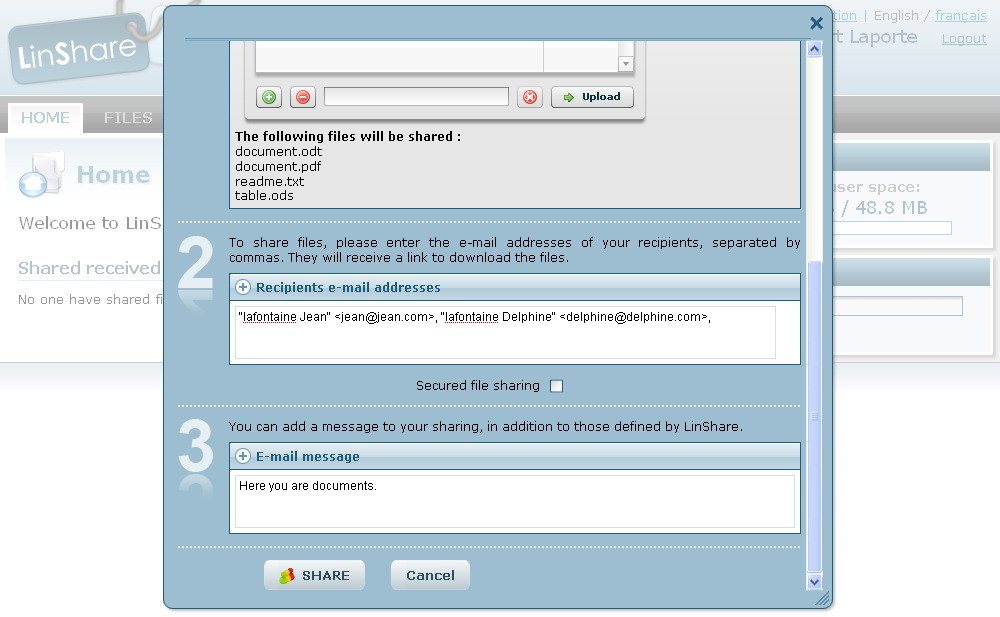 LinShare
tion | English / français
t Laporte
Logout
HOME
FILES
Home
user space:
/ 48.8 MB
Welcome to LinS
Shared received
No one have shared fi
Upload
The following files will be shared :
document.odt
document.pdf
readme.txt
table.ods
2
To share files, please enter the e-mail addresses of your recipients, separated by
commas. They will receive a link to download the files.
Recipients e-mail addresses
"lafontaine Jean" <jean@jean.com>, "lafontaine Delphine" <delphine@delphine.com>,
Secured file sharing
3
You can add a message to your sharing, in addition to those defined by LinShare.
E-mail message
Here you are documents.
SHARE
Cancel